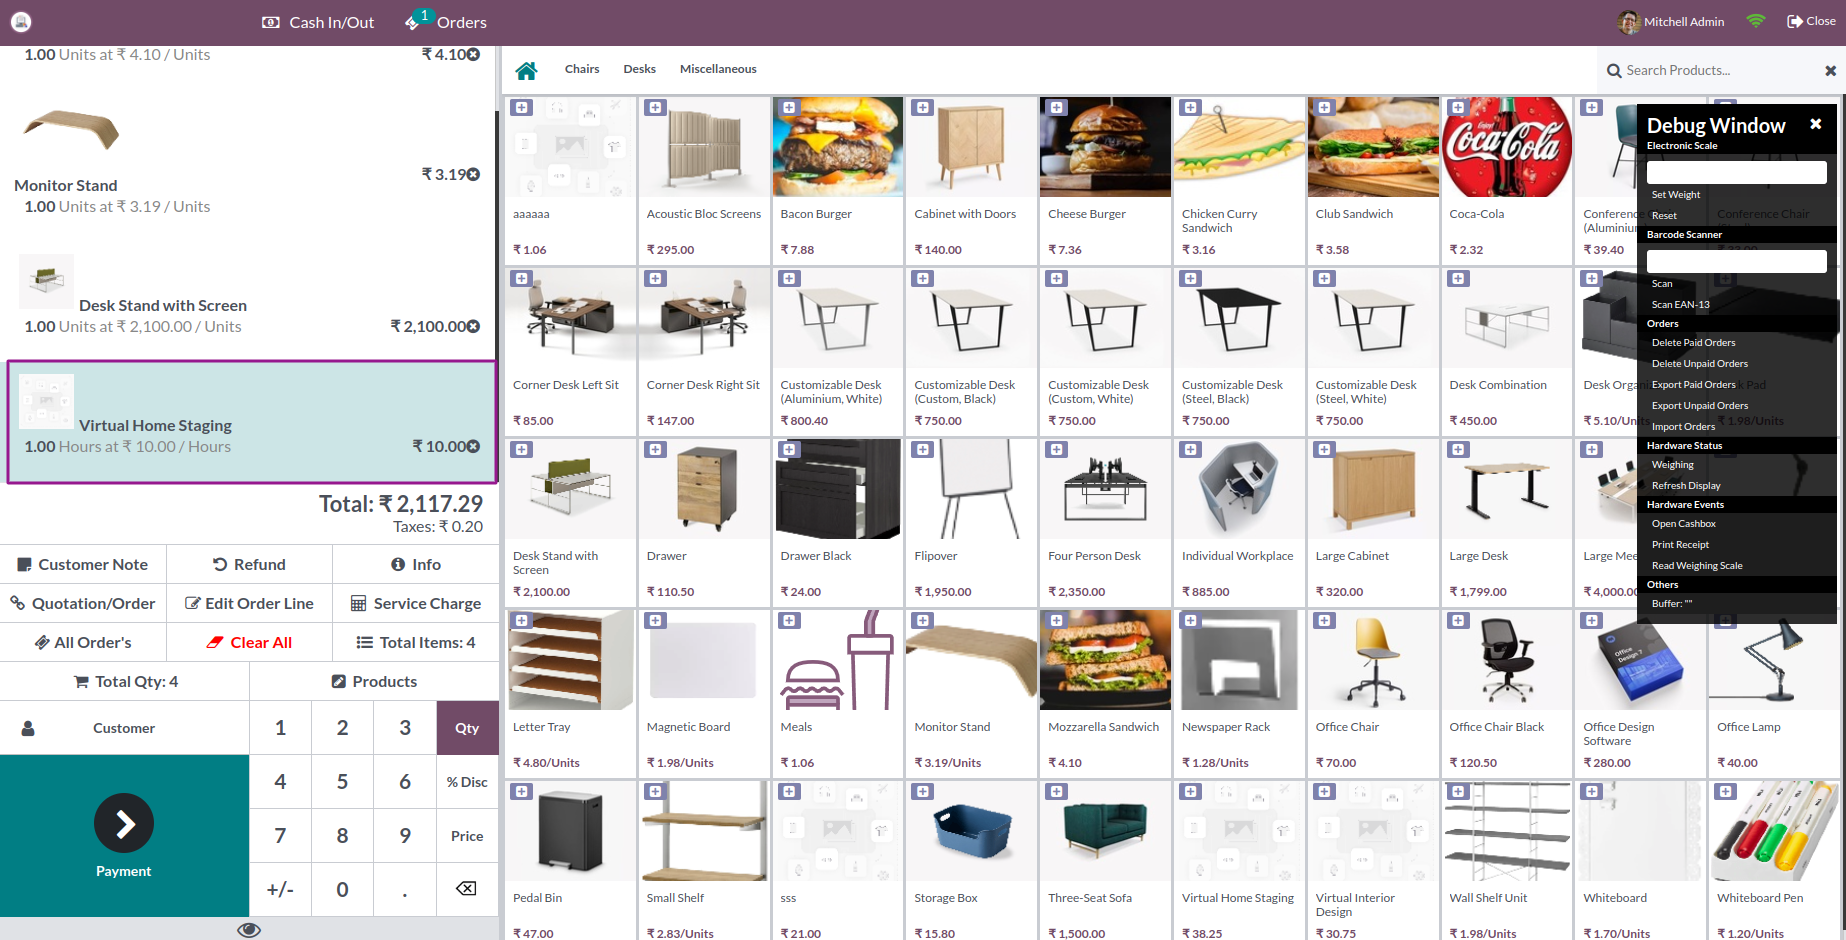 Cash In/Out
1
Orders
Mitchell Admin
Close
1.00 Units at ₹ 4.10 / Units
₹ 4.10
Monitor Stand
₹ 3.19
1.00 Units at ₹ 3.19 / Units
Desk Stand with Screen
1.00 Units at ₹ 2,100.00 / Units
₹ 2,100.00
Virtual Home Staging
1.00 Hours at ₹ 10.00 / Hours
₹ 10.00
Total: ₹ 2,117.29
Taxes: ₹ 0.20
Customer Note
Refund
Info
Quotation/Order
Edit Order Line
Service Charge
All Order's
Clear All
Total Items: 4
Total Qty: 4
Products
Customer
1
2
3
Qty
4
5
6
% Disc
7
8
9
Price
+/-
0
.
Payment
Chairs
Desks
Miscellaneous
Search Products...
aaaaaa
₹ 1.06
Acoustic Bloc Screens
₹ 295.00
Bacon Burger
₹ 7.88
Cabinet with Doors
₹ 140.00
Cheese Burger
₹ 7.36
Chicken Curry
Sandwich
₹ 3.16
Club Sandwich
₹ 3.58
Enjoy
Coca-Cola
Coca-Cola
₹ 2.32
Conference
(Aluminium
₹ 39.40
Conference Chair
Corner Desk Left Sit
₹ 85.00
Corner Desk Right Sit
₹ 147.00
Customizable Desk
(Aluminium, White)
₹ 800.40
Customizable Desk
(Custom, Black)
₹ 750.00
Customizable Desk
(Custom, White)
₹ 750.00
Customizable Desk
(Steel, Black)
₹ 750.00
Customizable Desk
(Steel, White)
₹ 750.00
Desk Combination
₹ 450.00
Desk Organi
₹ 5.10/Units
Pad
₹ 1.98/Units
Desk Stand with
Screen
₹ 2,100.00
Drawer
₹ 110.50
Drawer Black
₹ 24.00
Flipover
₹ 1,950.00
Four Person Desk
₹ 2,350.00
Individual Workplace
₹ 885.00
Large Cabinet
₹ 320.00
Large Desk
₹ 1,799.00
Large Mee
₹ 4,000.00
Letter Tray
₹ 4.80/Units
Magnetic Board
₹ 1.98/Units
Meals
₹ 1.06
Monitor Stand
₹ 3.19/Units
Mozzarella Sandwich
₹ 4.10
Newspaper Rack
₹ 1.28/Units
Office Chair
₹ 70.00
Office Chair Black
₹ 120.50
Office
Design 7
Office Design
Software
₹ 280.00
Office Lamp
₹ 40.00
Pedal Bin
₹ 47.00
Small Shelf
₹ 2.83/Units
sss
₹ 21.00
Storage Box
₹ 15.80
Three-Seat Sofa
₹ 1,500.00
Virtual Home Staging
₹ 38.25
Virtual Interior
Design
₹ 30.75
Wall Shelf Unit
₹ 1.98/Units
Whiteboard
₹ 1.70/Units
Whiteboard Pen
₹ 1.20/Units
Debug Window
Electronic Scale
Set Weight
Reset
Barcode Scanner
Scan
Scan EAN-13
Orders
Delete Paid Orders
Delete Unpaid Orders
Export Paid Orders
Export Unpaid Orders
Import Orders
Hardware Status
Weighing
Refresh Display
Hardware Events
Open Cashbox
Print Receipt
Read Weighing Scale
Others
Buffer: ""